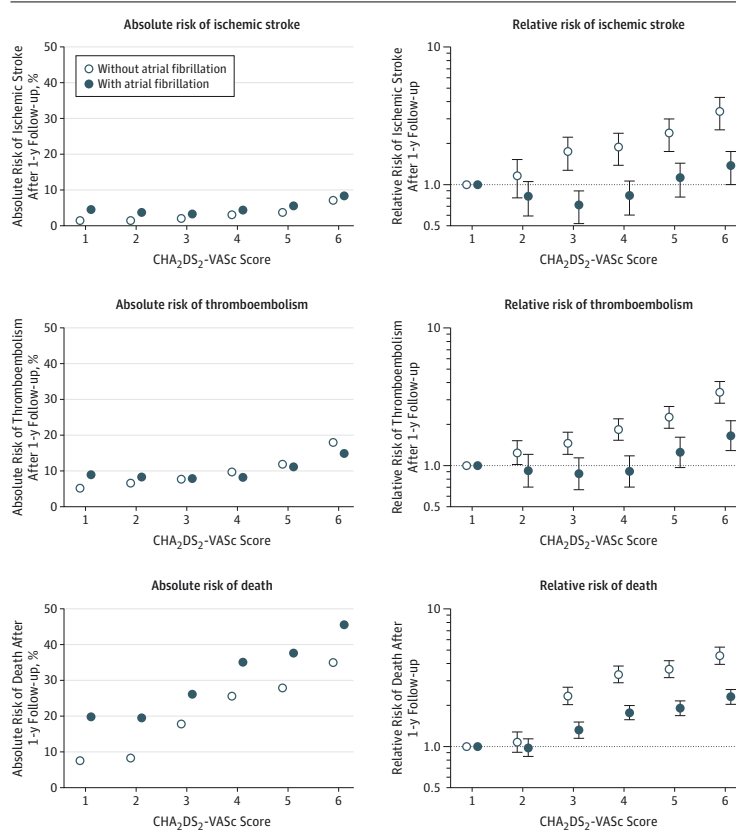 Absolute risk of ischemic stroke
Absolute Risk of Ischemic Stroke
After 1-y Follow-up, %
50
40
30
20
10
0
Without atrial fibrillation
With atrial fibrillation
1 2 3 4 5 6
CHA2DS2-VASc Score
Relative risk of ischemic stroke
Relative Risk of Ischemic Stroke
After 1-y Follow-up
10
1.0
0.5
1 2 3 4 5 6
CHA2DS2-VASc Score
Absolute risk of thromboembolism
Absolute Risk of Thromboembolism
After 1-y Follow-up, %
50
40
30
20
10
0
1 2 3 4 5 6
CHA2DS2-VASc Score
Relative risk of thromboembolism
Relative Risk of Thromboembolism
After 1-y Follow-up
10
1.0
0.5
1 2 3 4 5 6
CHA2DS2-VASc Score
Absolute risk of death
Absolute Risk of Death After
1-y Follow-up, %
50
40
30
20
10
0
1 2 3 4 5 6
CHA2DS2-VASc Score
Relative risk of death
Relative Risk of Death After
1-y Follow-up
10
1.0
0.5
1 2 3 4 5 6
CHA2DS2-VASc Score